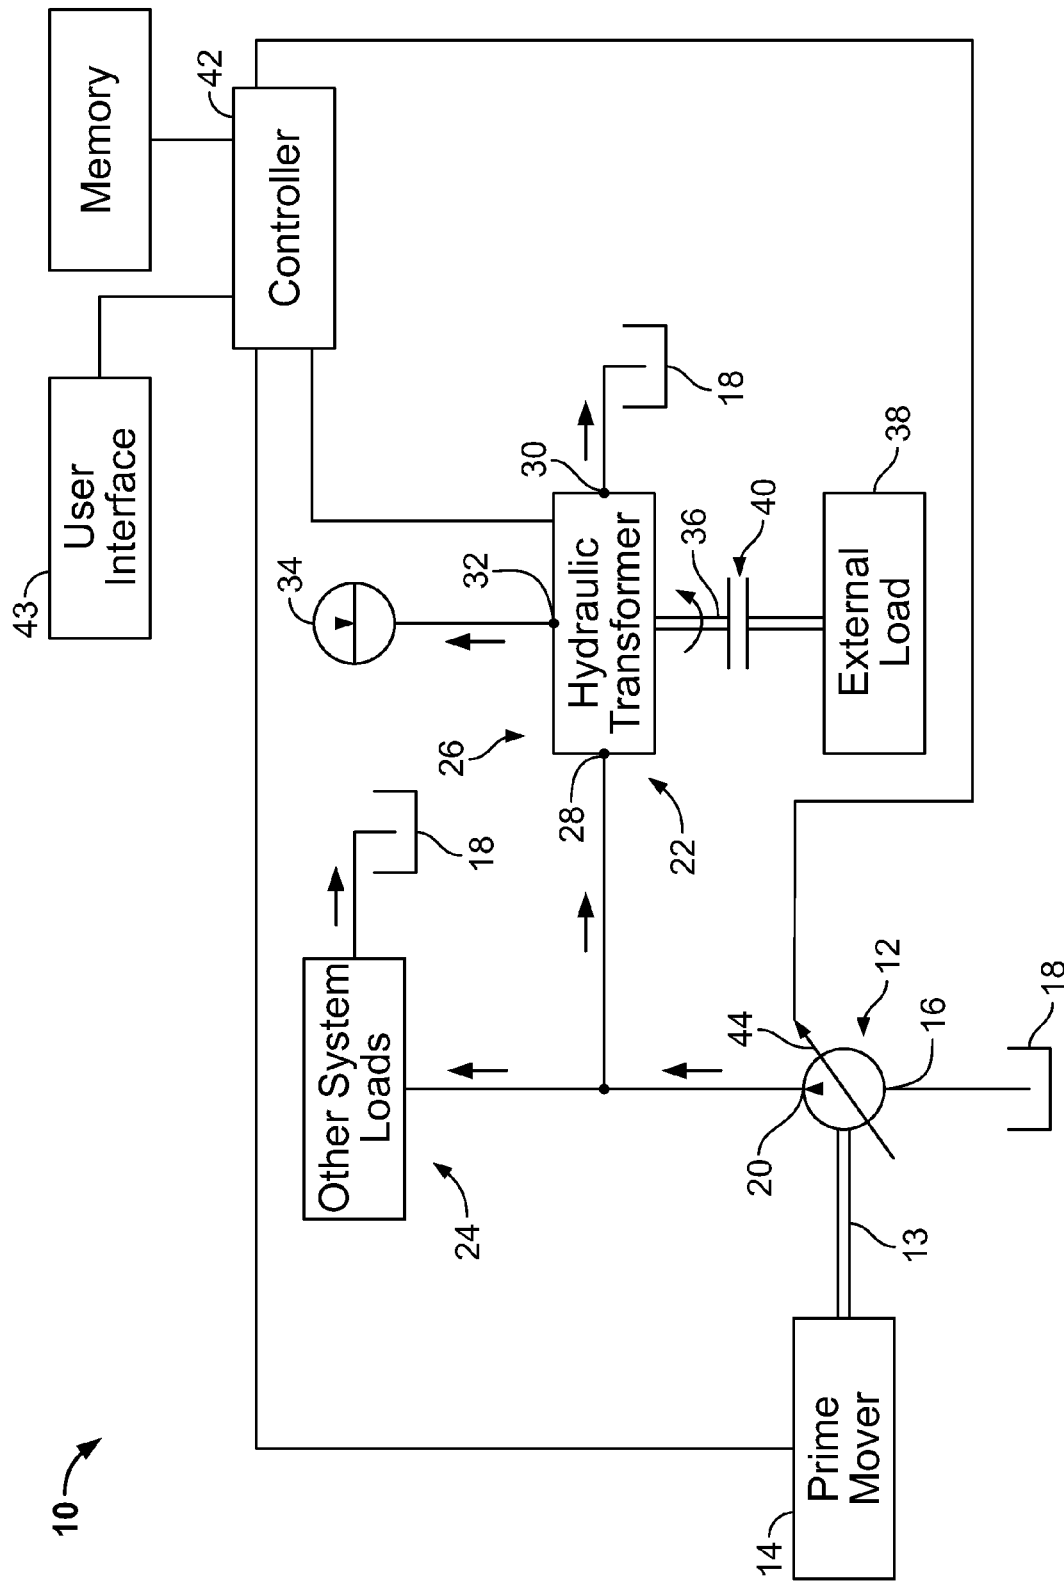 10
43
User
Interface
Memory
42
Controller
34
32
30
18
26
Hydraulic
Transformer
28
22
36
40
External
Load
38
18
Other System
Loads
24
44
12
20
16
18
13
14
Prime
Mover